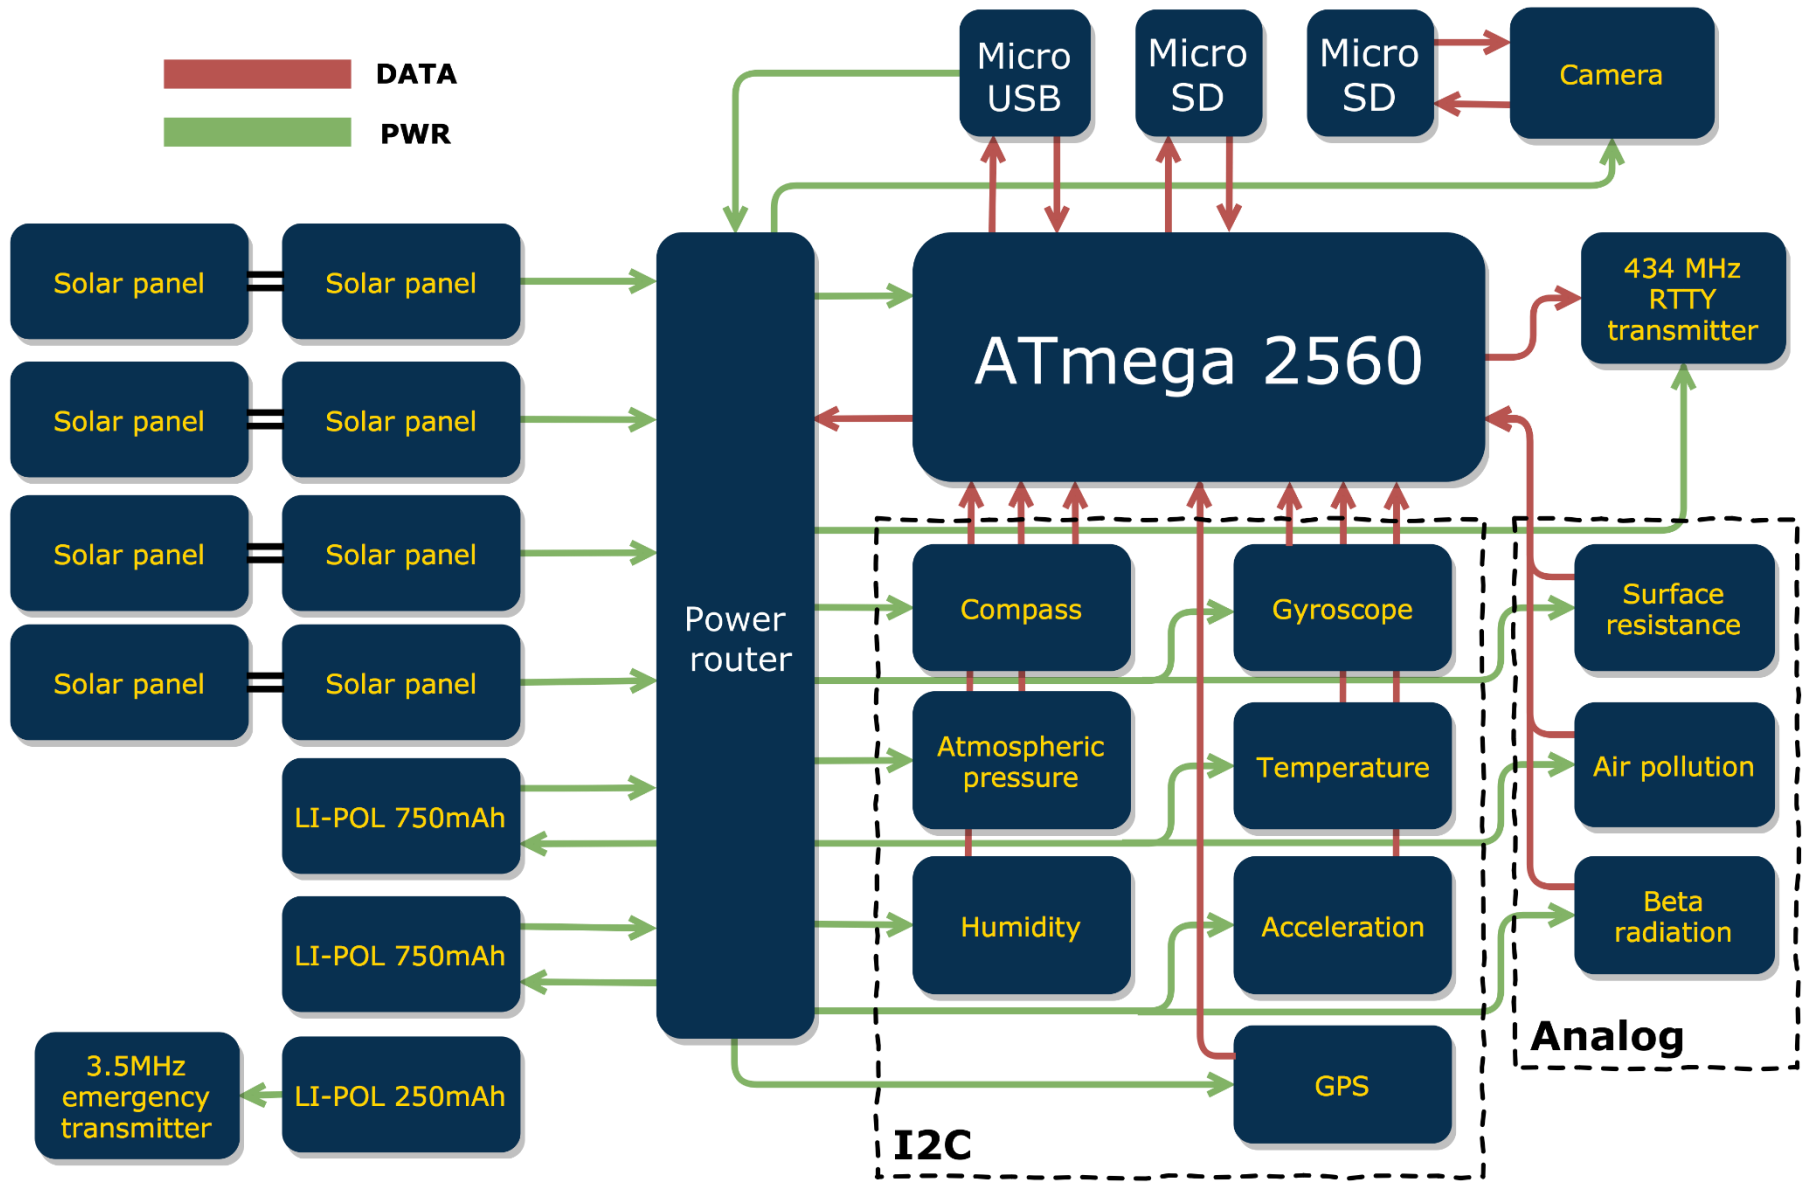 DATA
PWR
Micro
USB
Micro
SD
Micro
SD
Camera
Solar panel
Solar panel
Solar panel
Solar panel
Solar panel
Solar panel
Solar panel
Solar panel
LI-POL 750mAh
LI-POL 750mAh
3.5MHz
emergency
transmitter
LI-POL 250mAh
Power
router
ATmega 2560
434 MHz
RTTY
transmitter
Compass
Gyroscope
Atmospheric
pressure
Temperature
Humidity
Acceleration
GPS
I2C
Surface
resistance
Air pollution
Beta
radiation
Analog